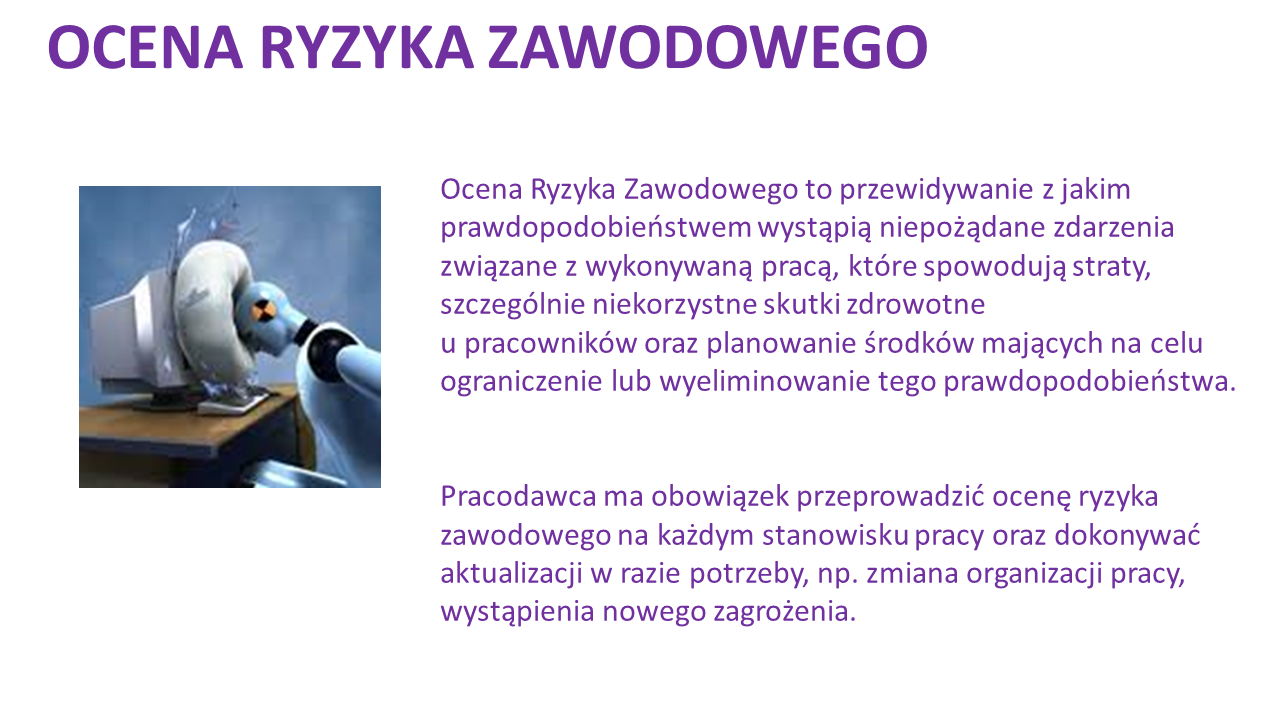 OCENA RYZYKA ZAWODOWEGO
Ocena Ryzyka Zawodowego to przewidywanie z jakim
prawdopodobieństwem wystąpią niepożądane zdarzenia
związane z wykonywaną pracą, które spowodują straty,
szczególnie niekorzystne skutki zdrowotne
u pracowników oraz planowanie środków mających na celu
ograniczenie lub wyeliminowanie tego prawdopodobieństwa.
Pracodawca ma obowiązek przeprowadzić ocenę ryzyka
zawodowego na każdym stanowisku pracy oraz dokonywać
aktualizacji w razie potrzeby, np. zmiana organizacji pracy,
wystąpienia nowego zagrożenia.